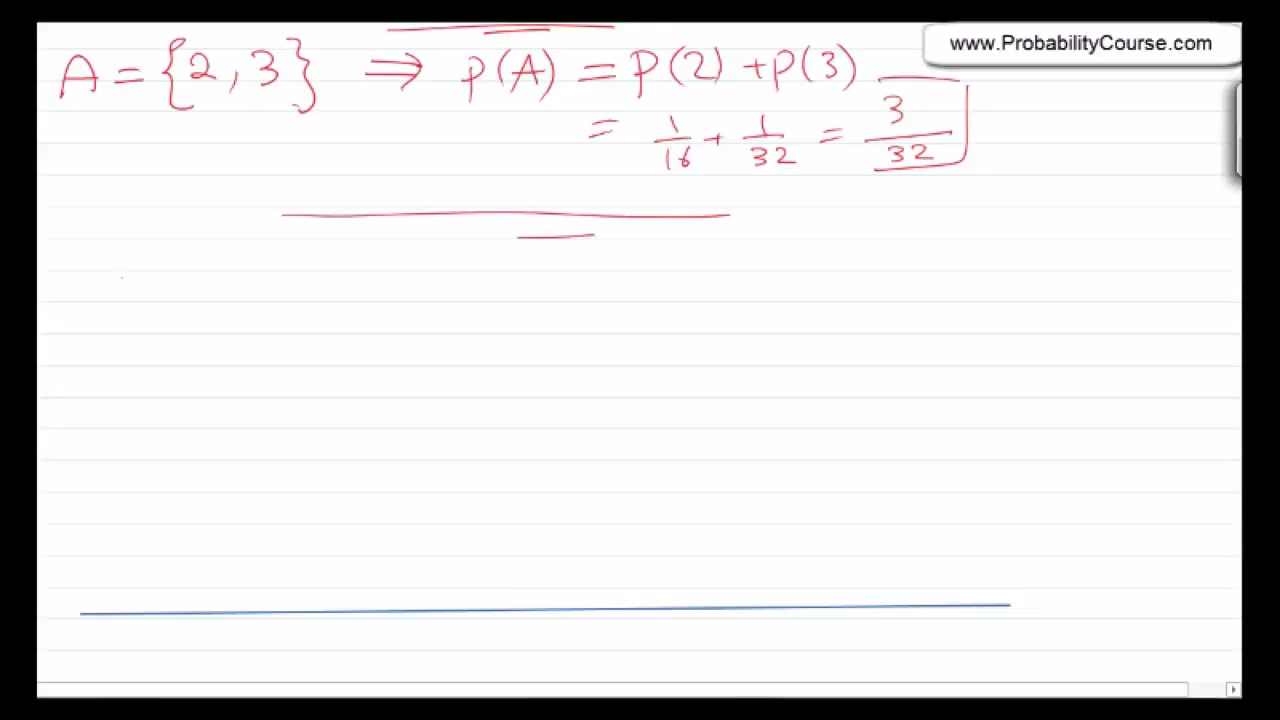 www.ProbabilityCourse.com
A = {2, 3} ⇒ P(A) = P(2) + P(3)
= 1/16 + 1/32 = 3/32